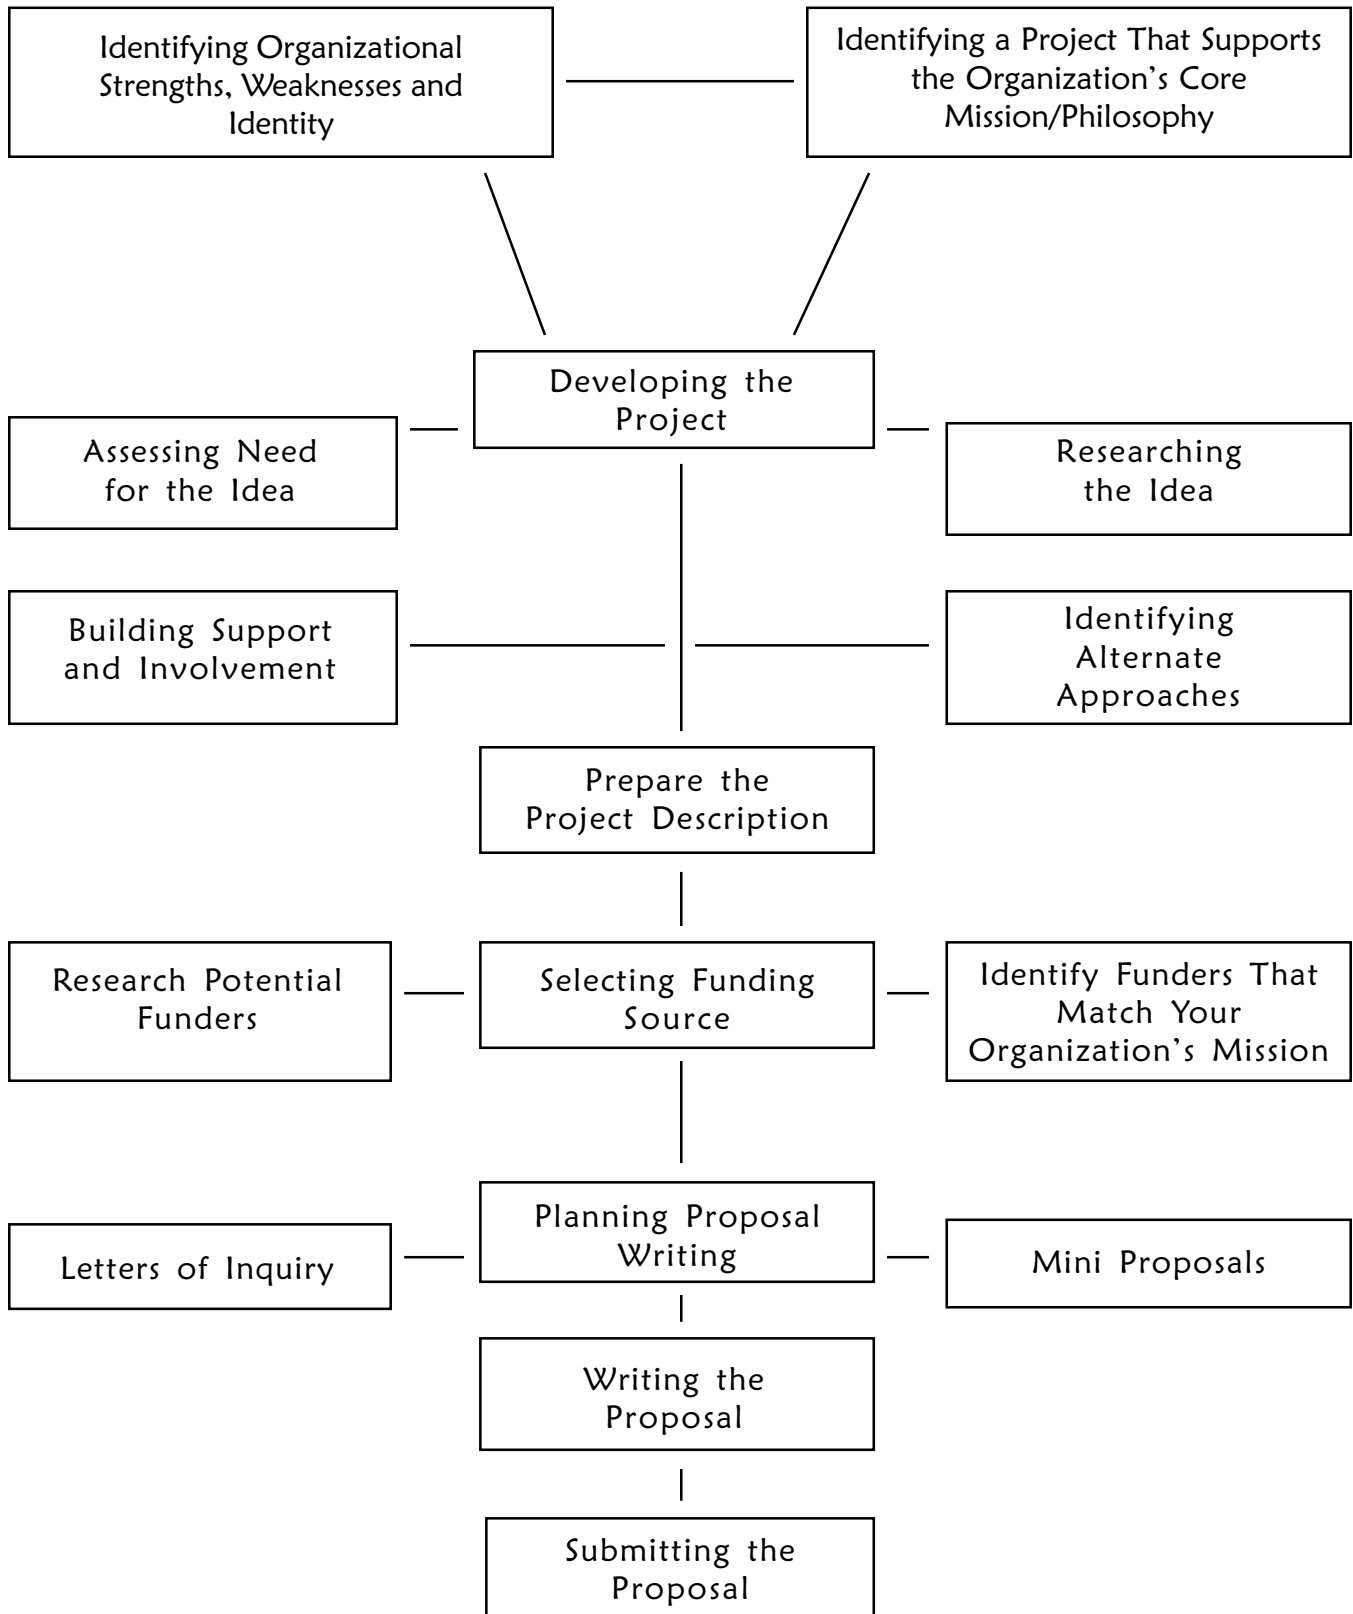 Identifying Organizational
Strengths, Weaknesses and
Identity
Identifying a Project That Supports
the Organization's Core
Mission/Philosophy
Developing the
Project
Assessing Need
for the Idea
Researching
the Idea
Building Support
and Involvement
Identifying
Alternate
Approaches
Prepare the
Project Description
Research Potential
Funders
Selecting Funding
Source
Identify Funders That
Match Your
Organization's Mission
Planning Proposal
Writing
Letters of Inquiry
Mini Proposals
Writing the
Proposal
Submitting the
Proposal